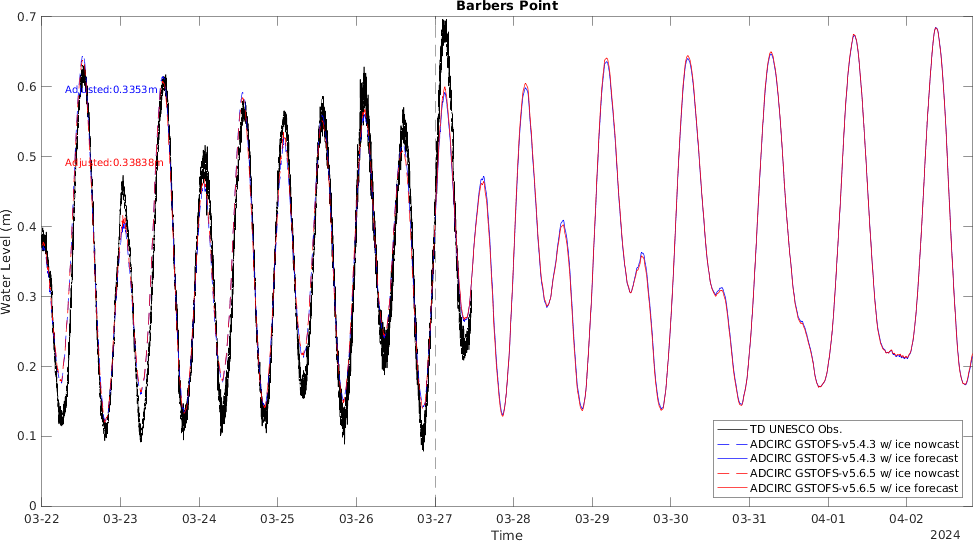 Barbers Point
0.7
0.6
0.5
0.4
0.3
0.2
0.1
0
Water Level (m)
Adjusted:0.3353m
Adjusted:0.33838m
TD UNESCO Obs.
ADCIRC GSTOFS-v5.4.3 w/ ice nowcast
ADCIRC GSTOFS-v5.4.3 w/ ice forecast
ADCIRC GSTOFS-v5.6.5 w/ ice nowcast
ADCIRC GSTOFS-v5.6.5 w/ ice forecast
03-22 03-23 03-24 03-25 03-26 03-27 03-28 03-29 03-30 03-31 04-01 04-02
Time
2024